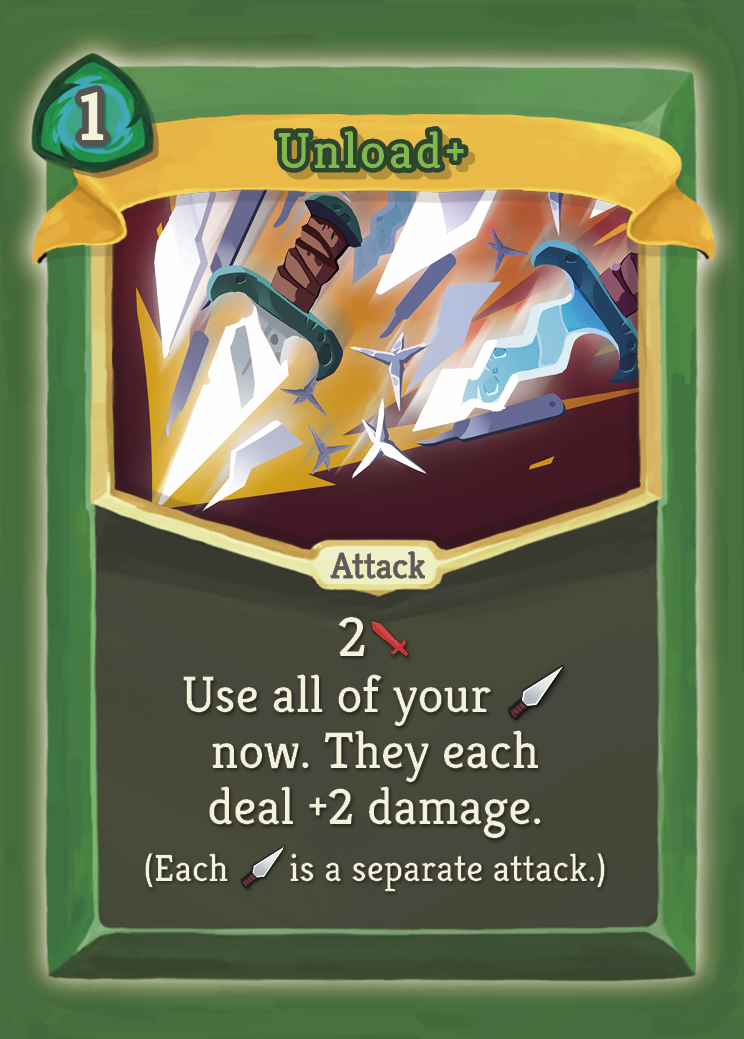 1
Unload+
Attack
2
Use all of your
now. They each
deal +2 damage.
(Each is a separate attack.)